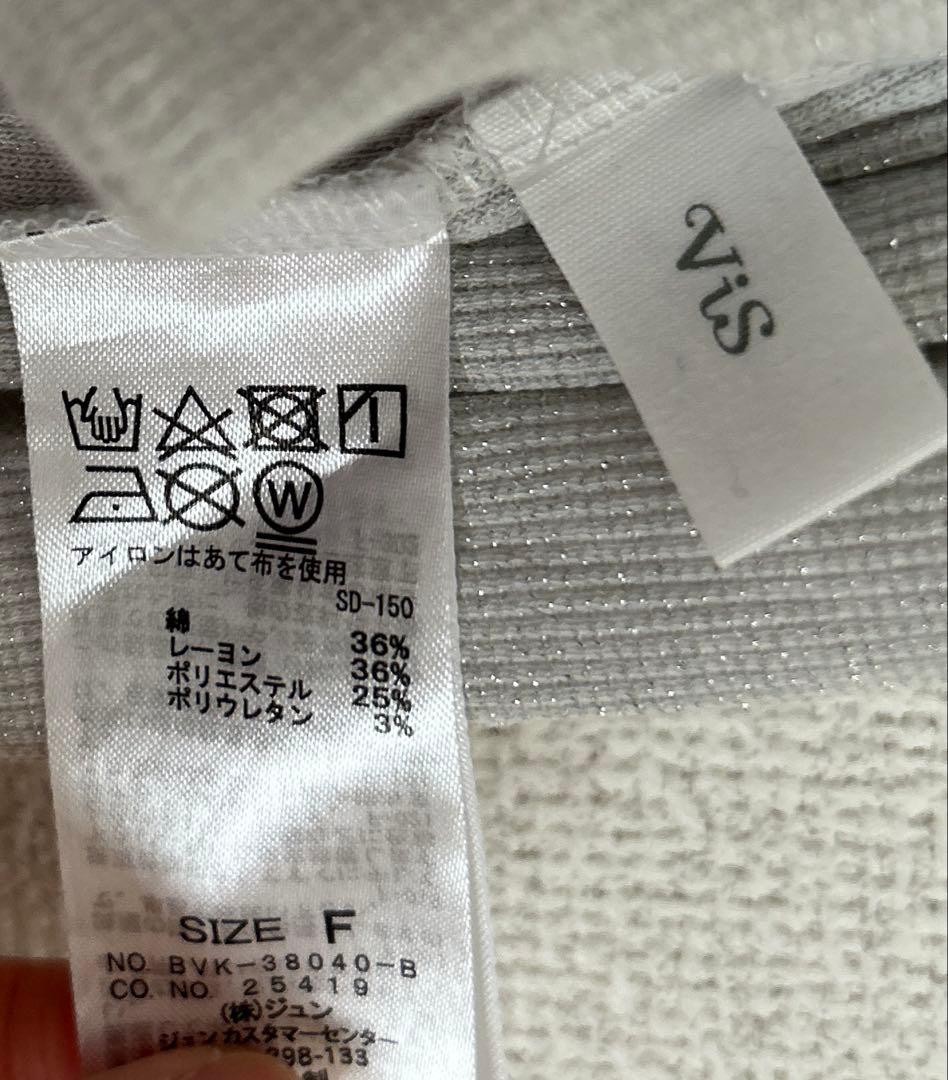 ViS
W
アイロンはあて布を使用
SD-150
綿 36%
レーヨン 36%
ポリエステル 25%
ポリウレタン 3%
SIZE F
NO. BVK-38040-B
CO. NO. 25419
(株)ジュン
ジュンカスタマーセンター
298-133
製